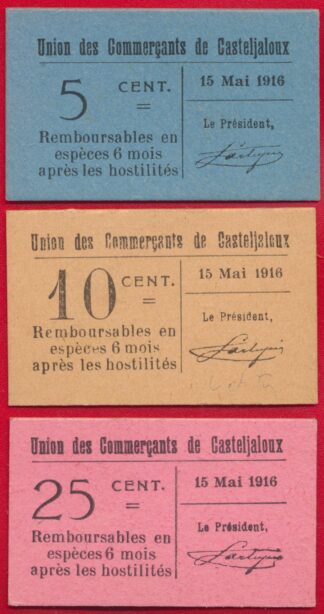 Union des Commerçants de Casteljaloux
5 CENT.
=
Remboursables en
espèces 6 mois
après les hostilités
15 Mai 1916
Le Président,
Union des Commerçants de Casteljaloux
10 CENT.
=
Remboursables en
espèces 6 mois
après les hostilités
15 Mai 1916
Le Président,
Union des Commerçants de Casteljaloux
25 CENT.
=
Remboursables en
espèces 6 mois
après les hostilités
15 Mai 1916
Le Président,